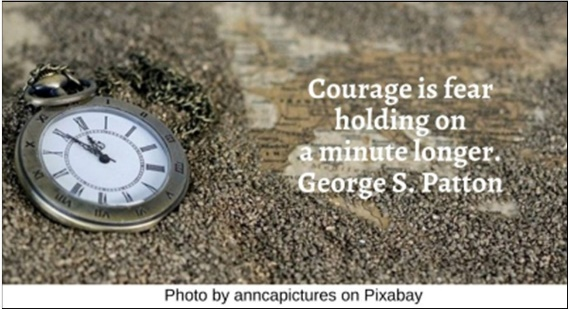 Courage is fear
holding on
a minute longer.
George S. Patton
Photo by anncapictures on Pixabay